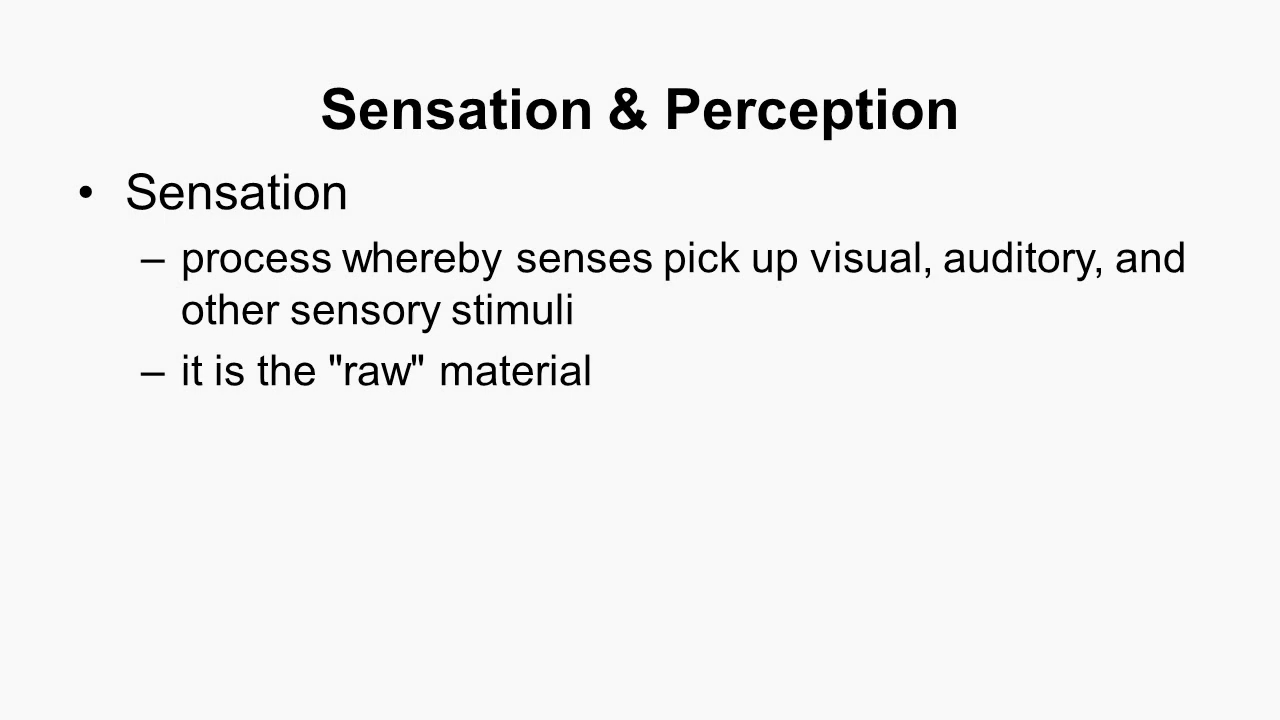 Sensation & Perception
• Sensation
– process whereby senses pick up visual, auditory, and
other sensory stimuli
– it is the "raw" material